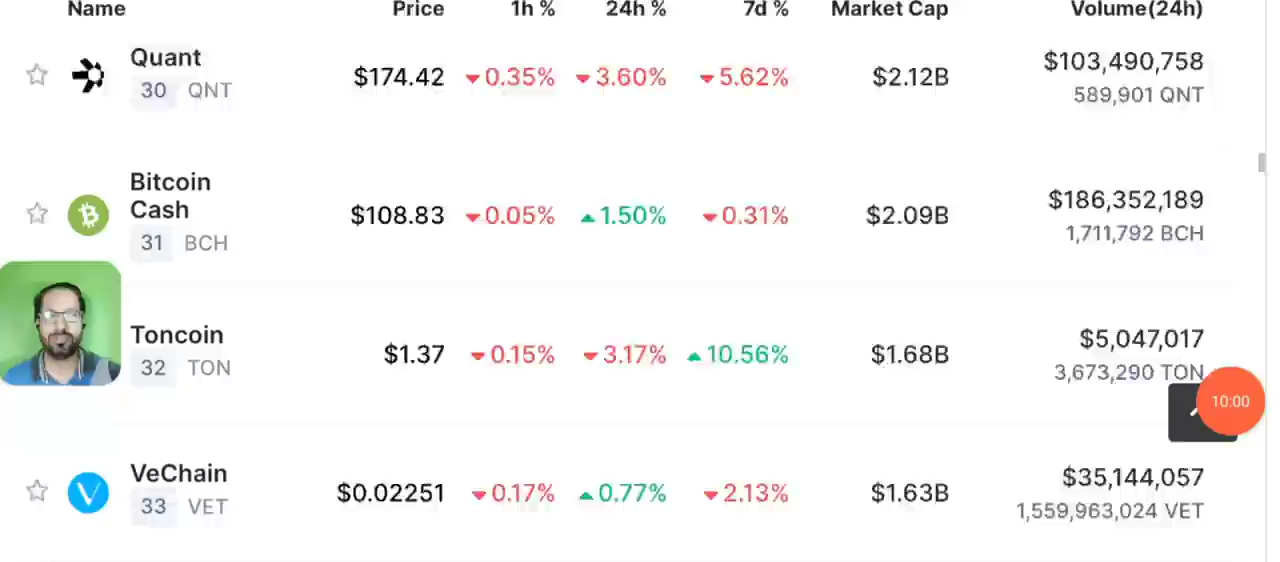 Name Price 1h % 24h % 7d % Market Cap Volume(24h)
Quant
30 QNT
$174.42 0.35% 3.60% 5.62% $2.12B $103,490,758
589,901 QNT
Bitcoin
Cash
31 BCH
$108.83 0.05% 1.50% 0.31% $2.09B $186,352,189
1,711,792 BCH
Toncoin
32 TON
$1.37 0.15% 3.17% 10.56% $1.68B $5,047,017
3,673,290 TON
10:00
VeChain
33 VET
$0.02251 0.17% 0.77% 2.13% $1.63B $35,144,057
1,559,963,024 VET